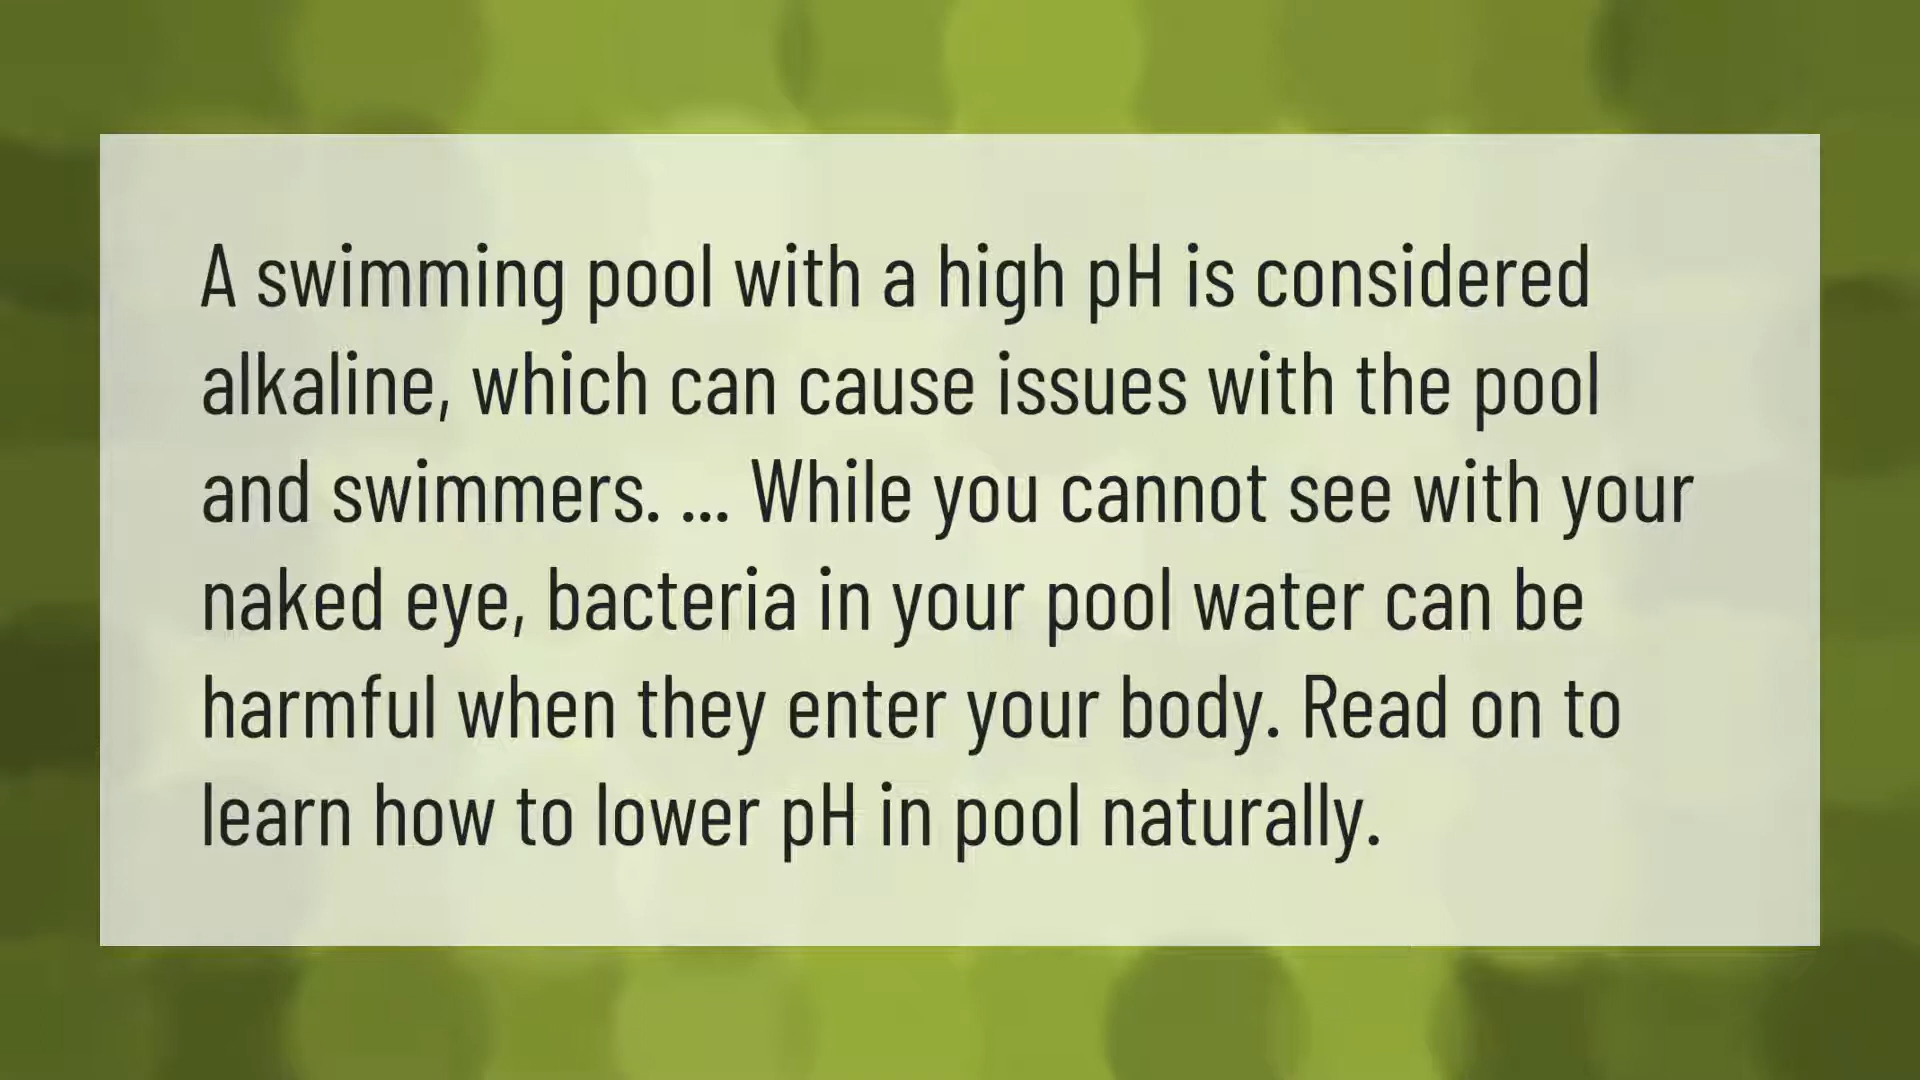 A swimming pool with a high pH is considered
alkaline, which can cause issues with the pool
and swimmers. ... While you cannot see with your
naked eye, bacteria in your pool water can be
harmful when they enter your body. Read on to
learn how to lower pH in pool naturally.